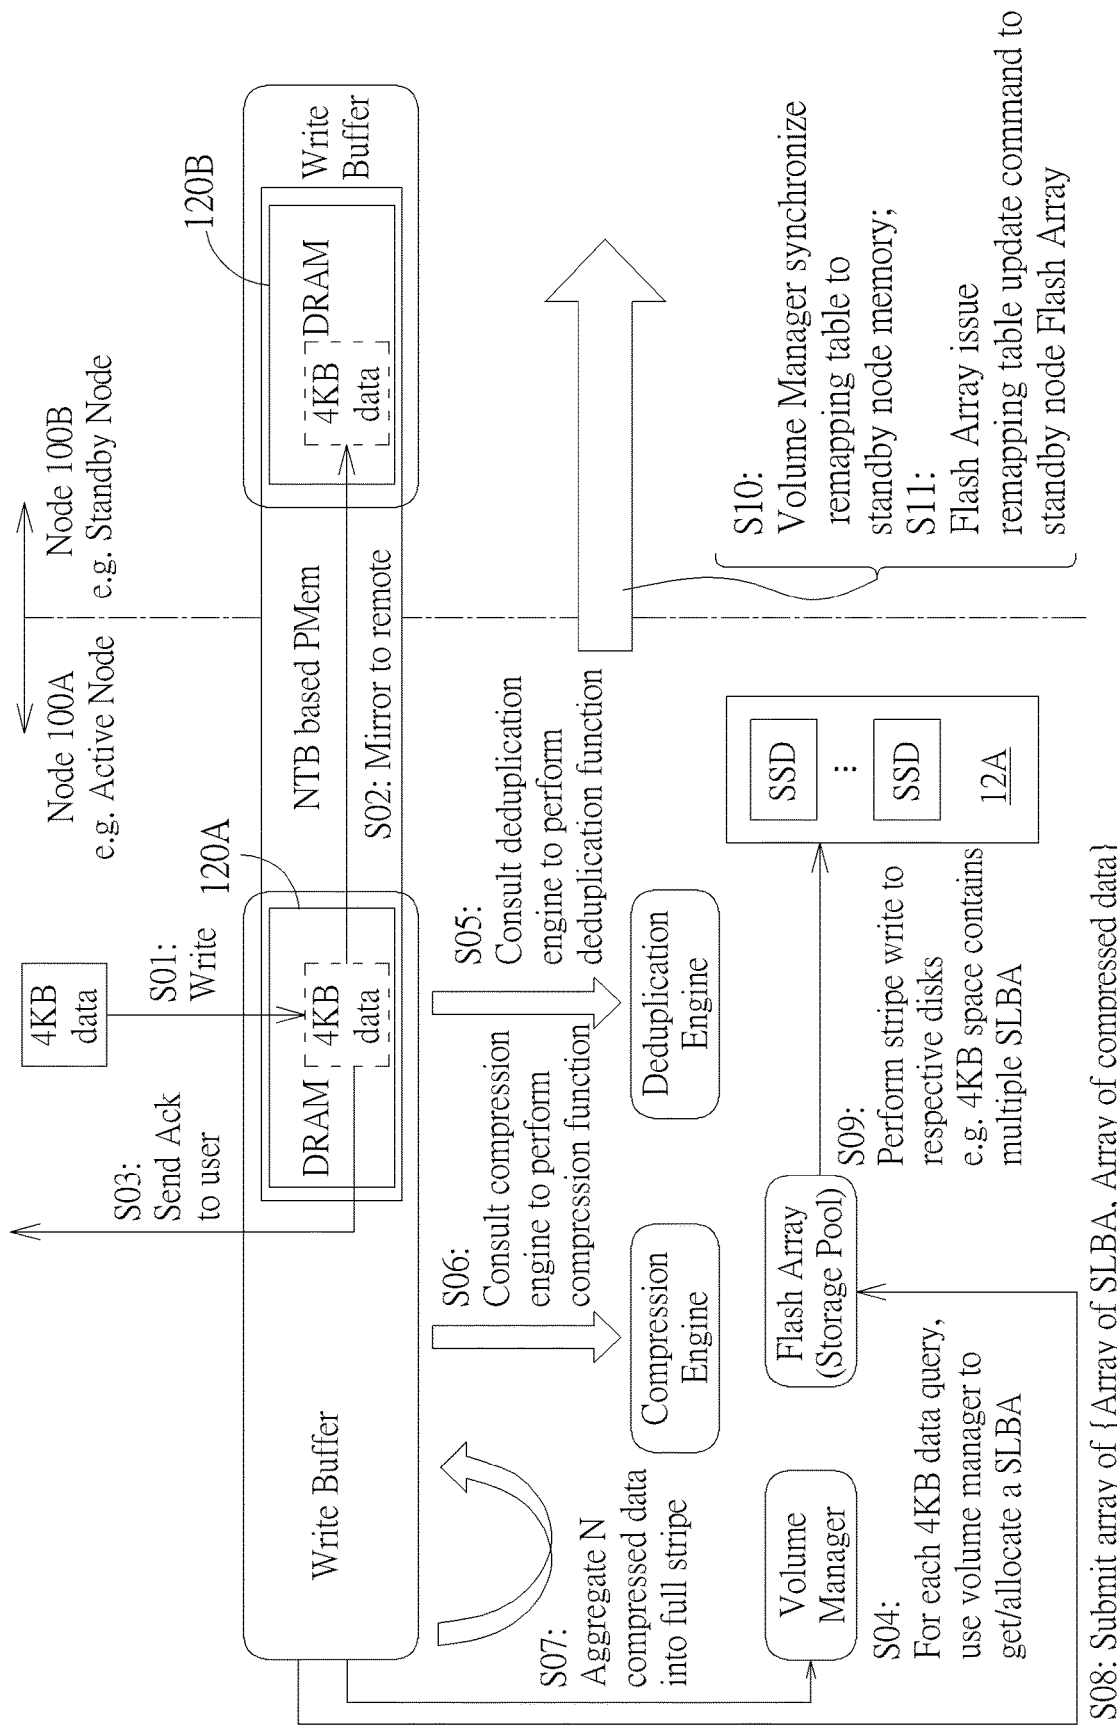 Node 100A
e.g. Active Node
Node 100B
e.g. Standby Node
4KB
data
S01:
Write
S03:
Send Ack
to user
120A
120B
Write Buffer
DRAM
4KB
data
NTB based PMem
S02: Mirror to remote
4KB
data
DRAM
Write
Buffer
S07:
Aggregate N
compressed data
into full stripe
S06:
Consult compression
engine to perform
compression function
S05:
Consult deduplication
engine to perform
deduplication function
Compression
Engine
Deduplication
Engine
Volume
Manager
S04:
For each 4KB data query,
use volume manager to
get/allocate a SLBA
Flash Array
(Storage Pool)
S09:
Perform stripe write to
respective disks
e.g. 4KB space contains
multiple SLBA
SSD
SSD
12A
S10:
Volume Manager synchronize
remapping table to
standby node memory;
S11:
Flash Array issue
remapping table update command to
standby node Flash Array
S08: Submit array of {Array of SLBA, Array of compressed data}